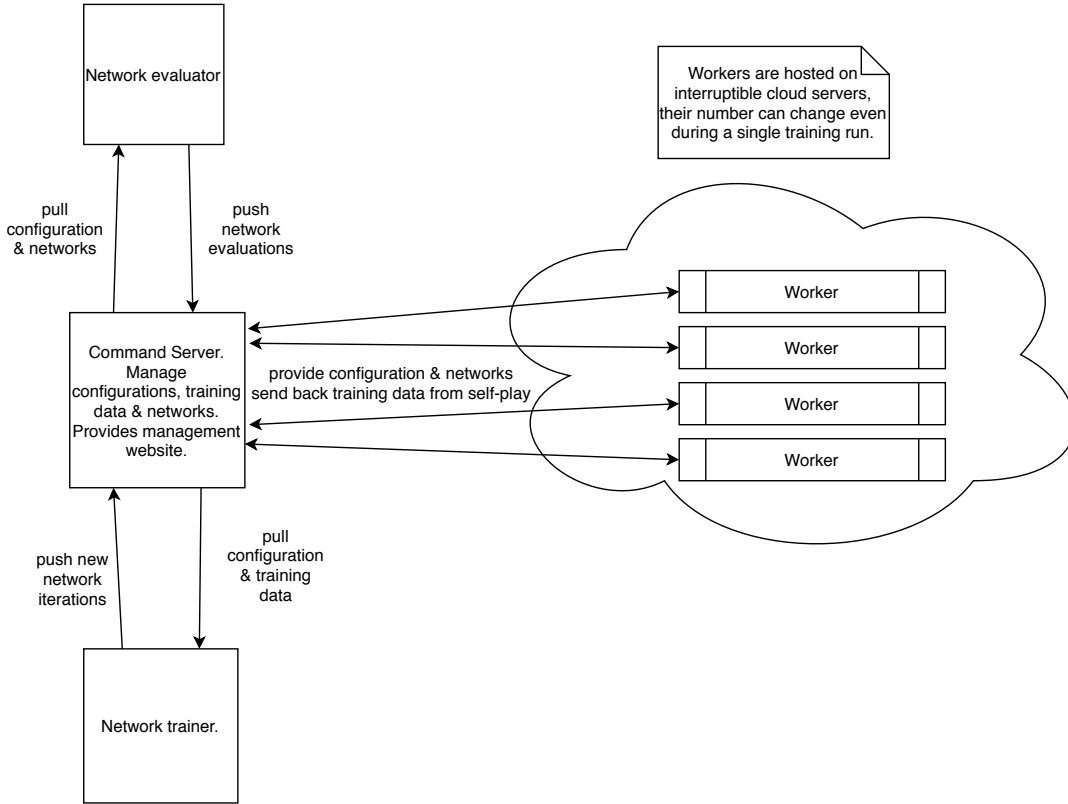 Network evaluator
Workers are hosted on
interruptible cloud servers,
their number can change even
during a single training run.
pull
configuration
& networks
push
network
evaluations
Worker
Worker
Worker
Worker
Command Server.
Manage
configurations, training
data & networks.
Provides management
website.
provide configuration & networks
send back training data from self-play
push new
network
iterations
pull
configuration
& training
data
Network trainer.